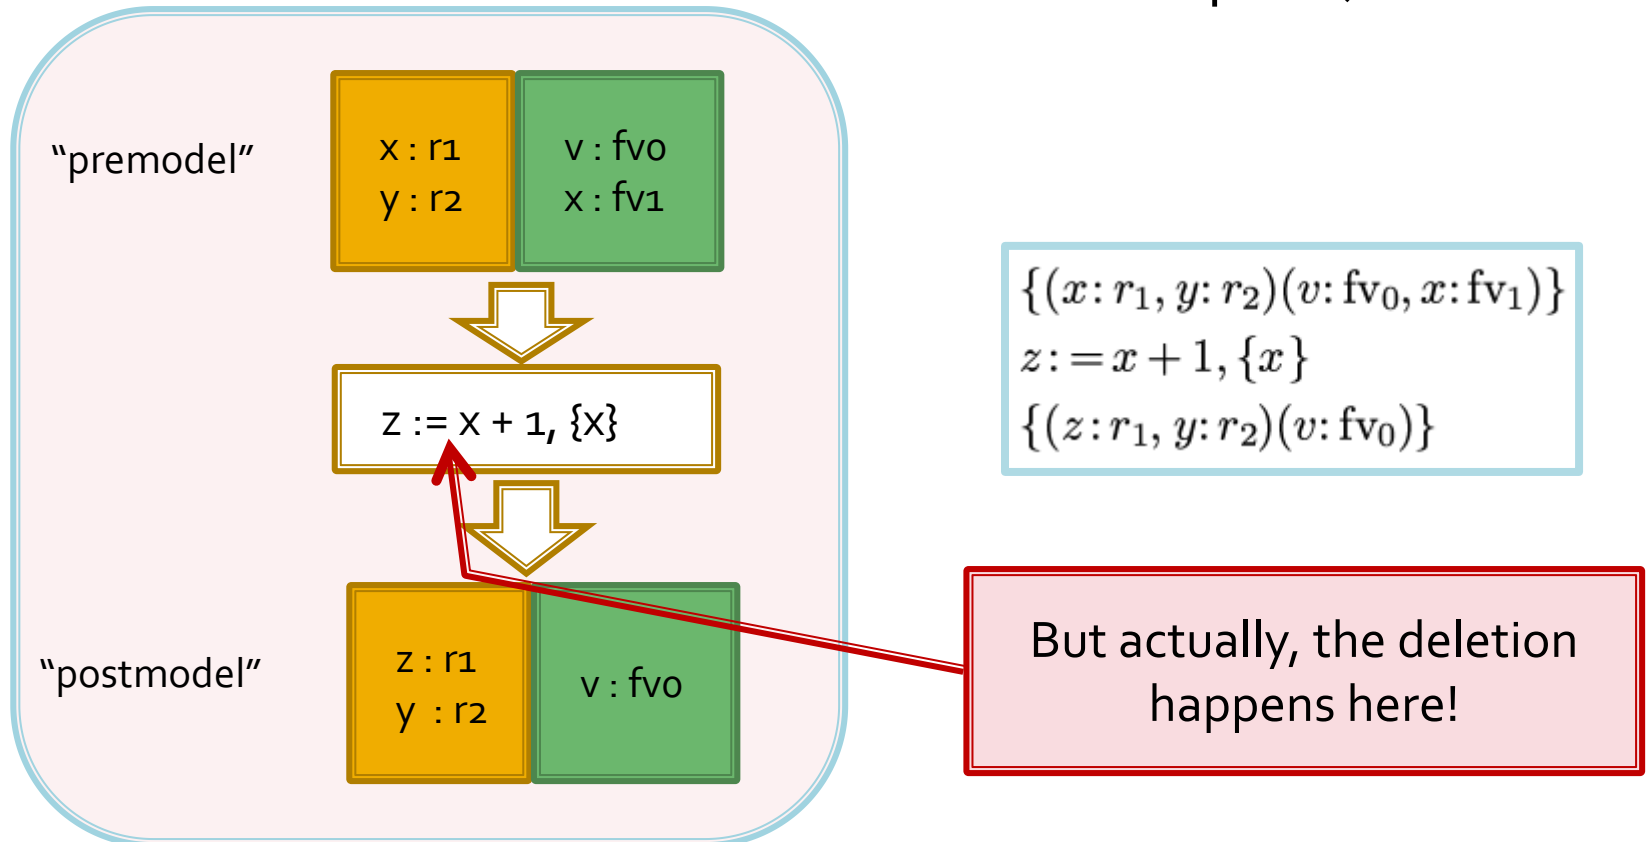 “premodel”
x : r1
y : r2
v : fv0
x : fv1
z := x + 1, {x}
“postmodel”
z : r1
y : r2
v : fv0
{(x: r₁, y: r₂)(v: fv₀, x: fv₁)}
z := x + 1, {x}
{(z: r₁, y: r₂)(v: fv₀)}
But actually, the deletion
happens here!